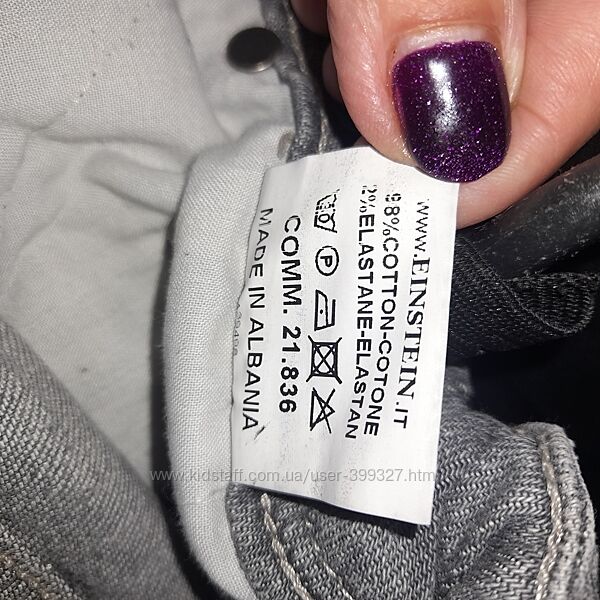 www.EINSTEIN.IT
98%COTTON-COTONE
2%ELASTANE-ELASTAN
P
COMM. 21.836
MADE IN ALBANIA
www.kidstaff.com.ua/user-399327.htm